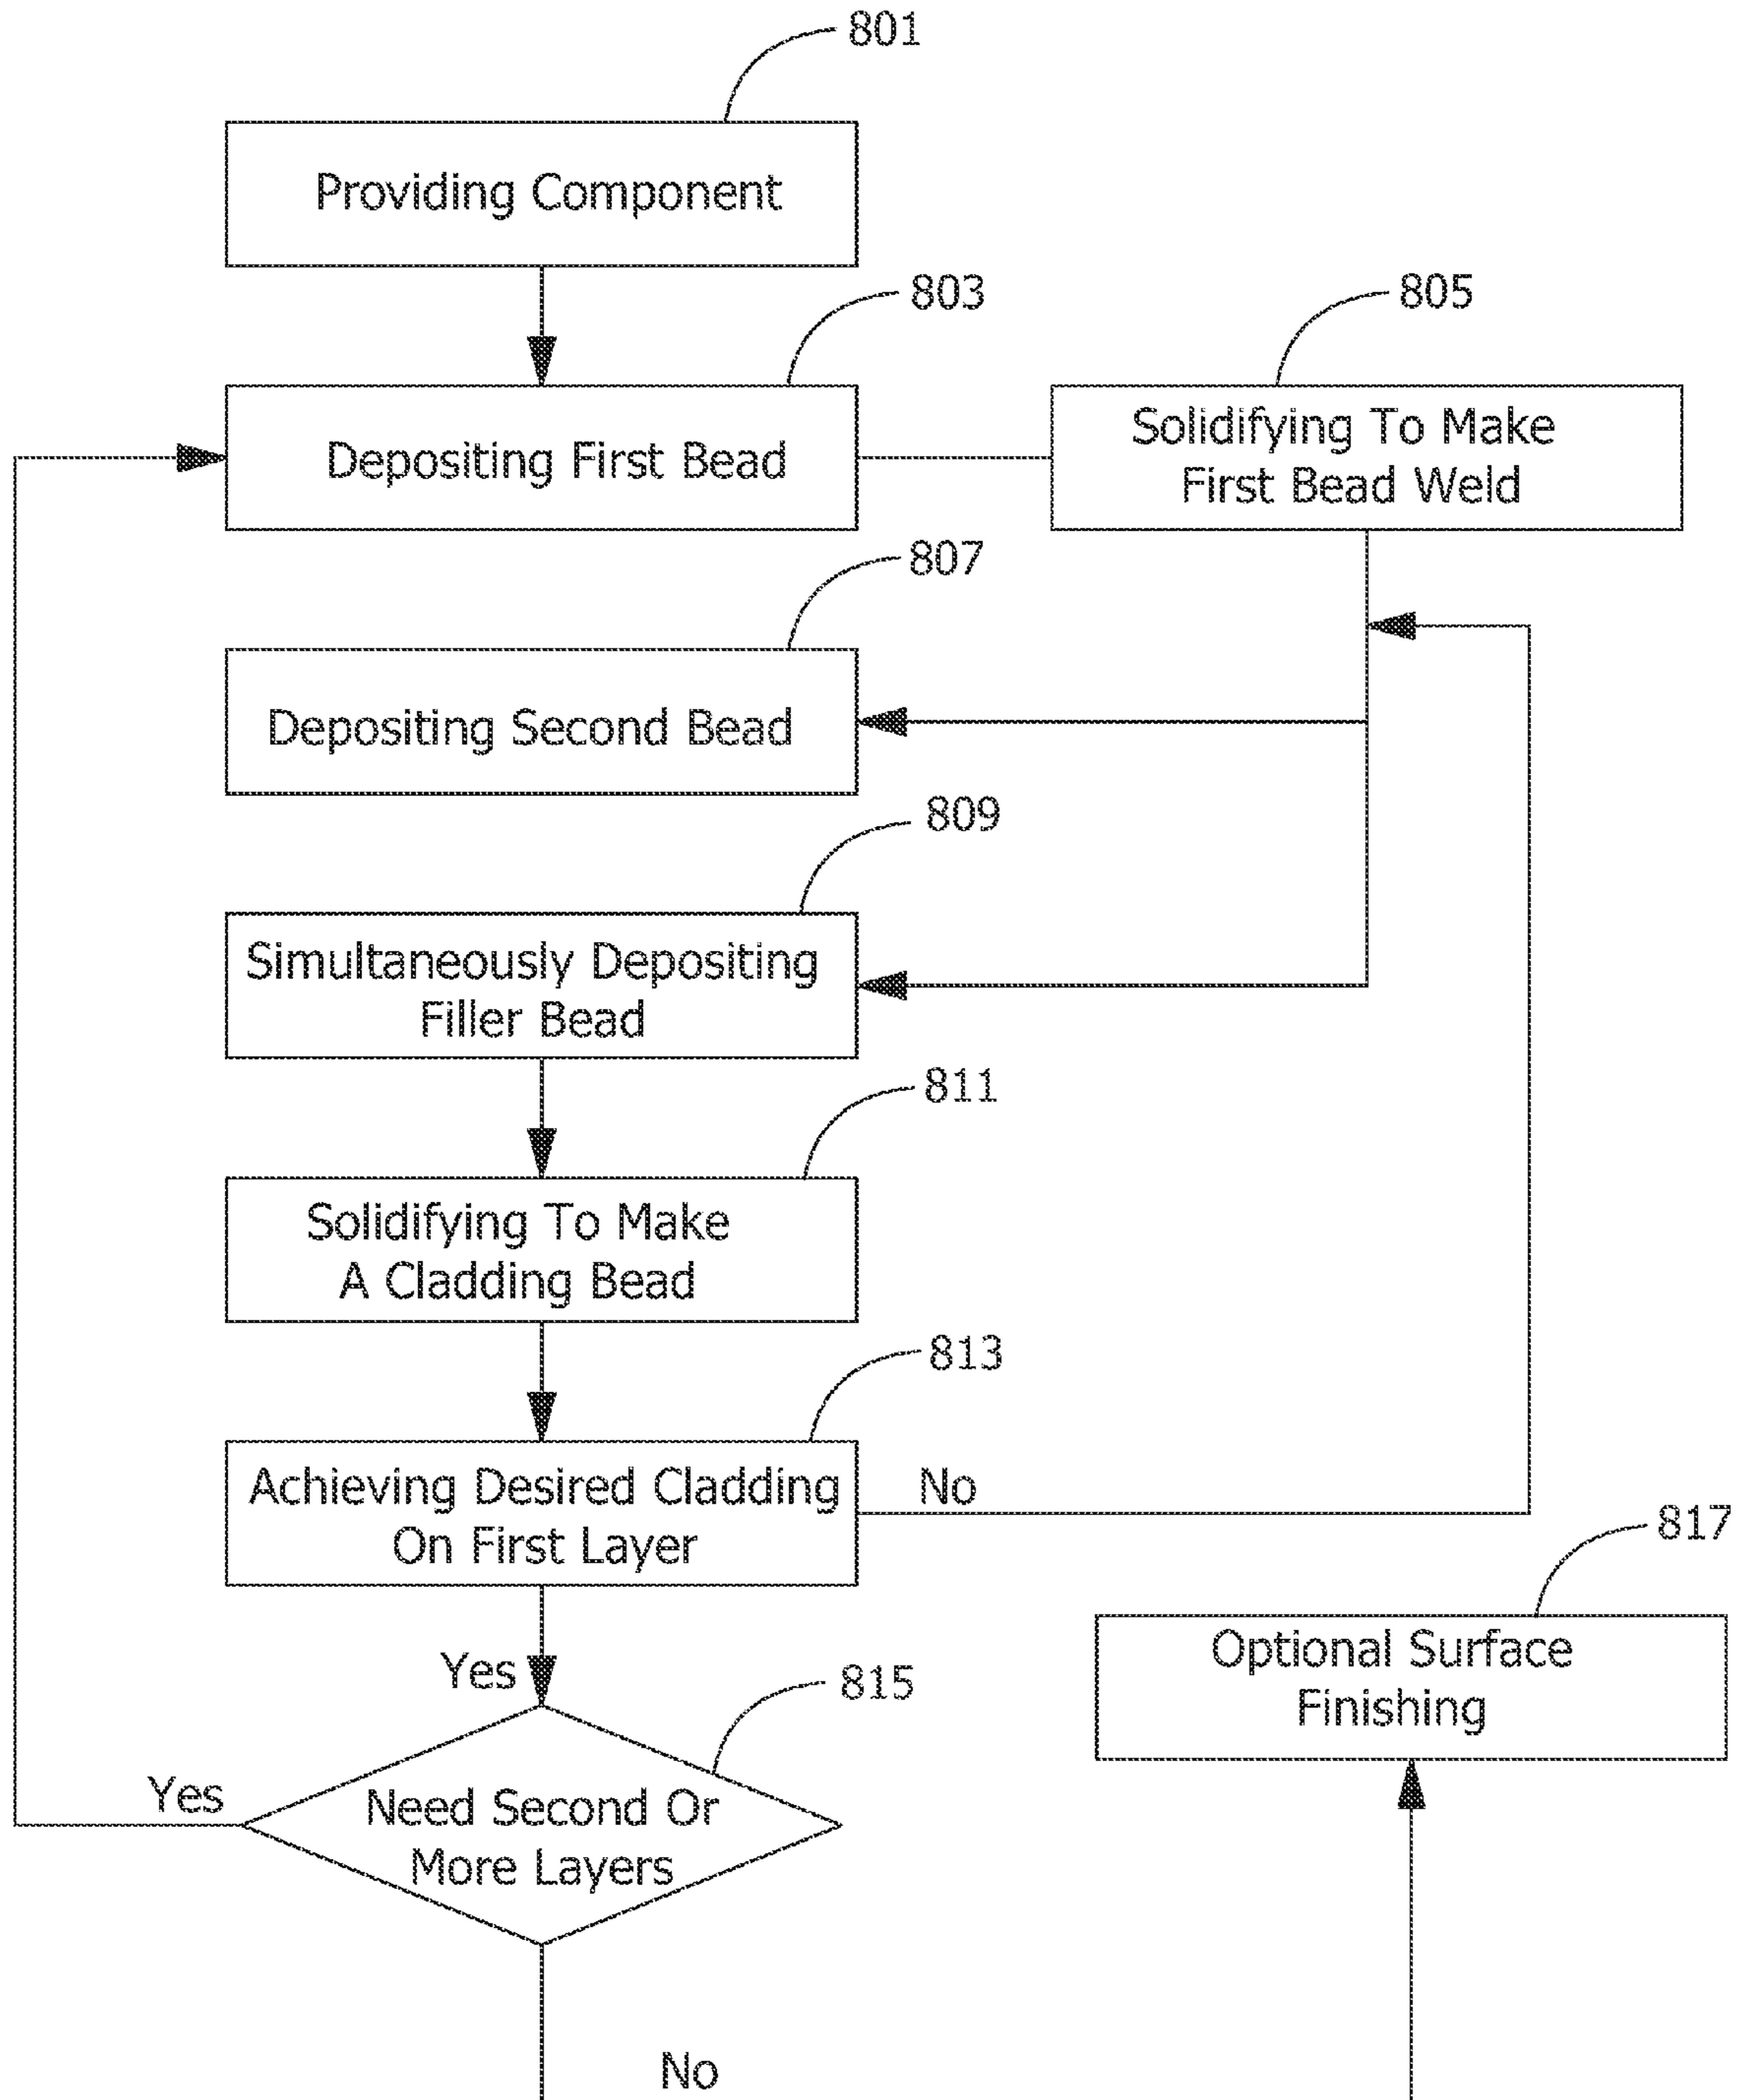 801
Providing Component
803
Depositing First Bead
805
Solidifying To Make
First Bead Weld
807
Depositing Second Bead
809
Simultaneously Depositing
Filler Bead
811
Solidifying To Make
A Cladding Bead
813
Achieving Desired Cladding
On First Layer
No
817
Optional Surface
Finishing
Yes
815
Yes
Need Second Or
More Layers
No